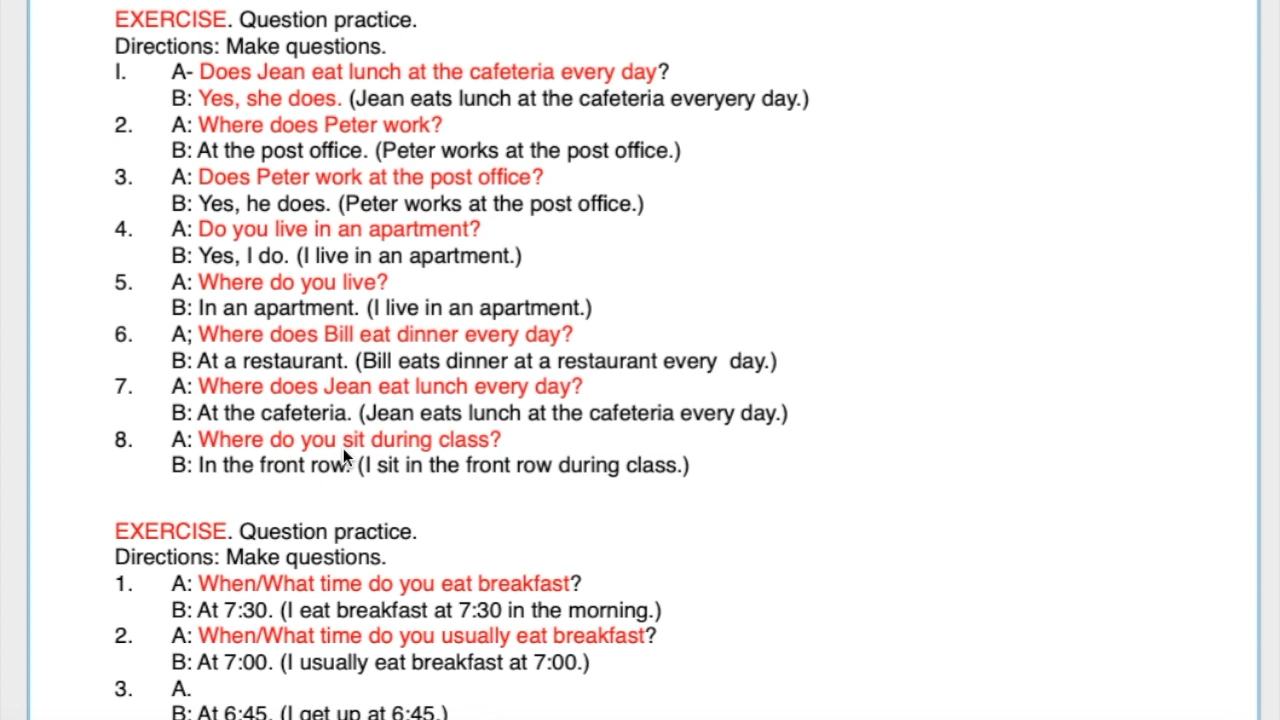 EXERCISE. Question practice.
Directions: Make questions.
I. A- Does Jean eat lunch at the cafeteria every day?
B: Yes, she does. (Jean eats lunch at the cafeteria everyery day.)
2. A: Where does Peter work?
B: At the post office. (Peter works at the post office.)
3. A: Does Peter work at the post office?
B: Yes, he does. (Peter works at the post office.)
4. A: Do you live in an apartment?
B: Yes, I do. (I live in an apartment.)
5. A: Where do you live?
B: In an apartment. (I live in an apartment.)
6. A; Where does Bill eat dinner every day?
B: At a restaurant. (Bill eats dinner at a restaurant every  day.)
7. A: Where does Jean eat lunch every day?
B: At the cafeteria. (Jean eats lunch at the cafeteria every day.)
8. A: Where do you sit during class?
B: In the front row. (I sit in the front row during class.)
EXERCISE. Question practice.
Directions: Make questions.
1. A: When/What time do you eat breakfast?
B: At 7:30. (I eat breakfast at 7:30 in the morning.)
2. A: When/What time do you usually eat breakfast?
B: At 7:00. (I usually eat breakfast at 7:00.)
3. A.
B: At 6:45. (I get up at 6:45.)